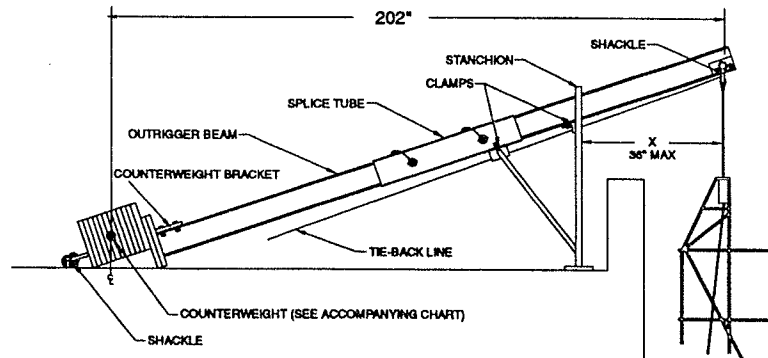 202"
SHACKLE
STANCHION
CLAMPS
SPLICE TUBE
OUTRIGGER BEAM
X
36" MAX
COUNTERWEIGHT BRACKET
TIE-BACK LINE
℄
COUNTERWEIGHT (SEE ACCOMPANYING CHART)
SHACKLE